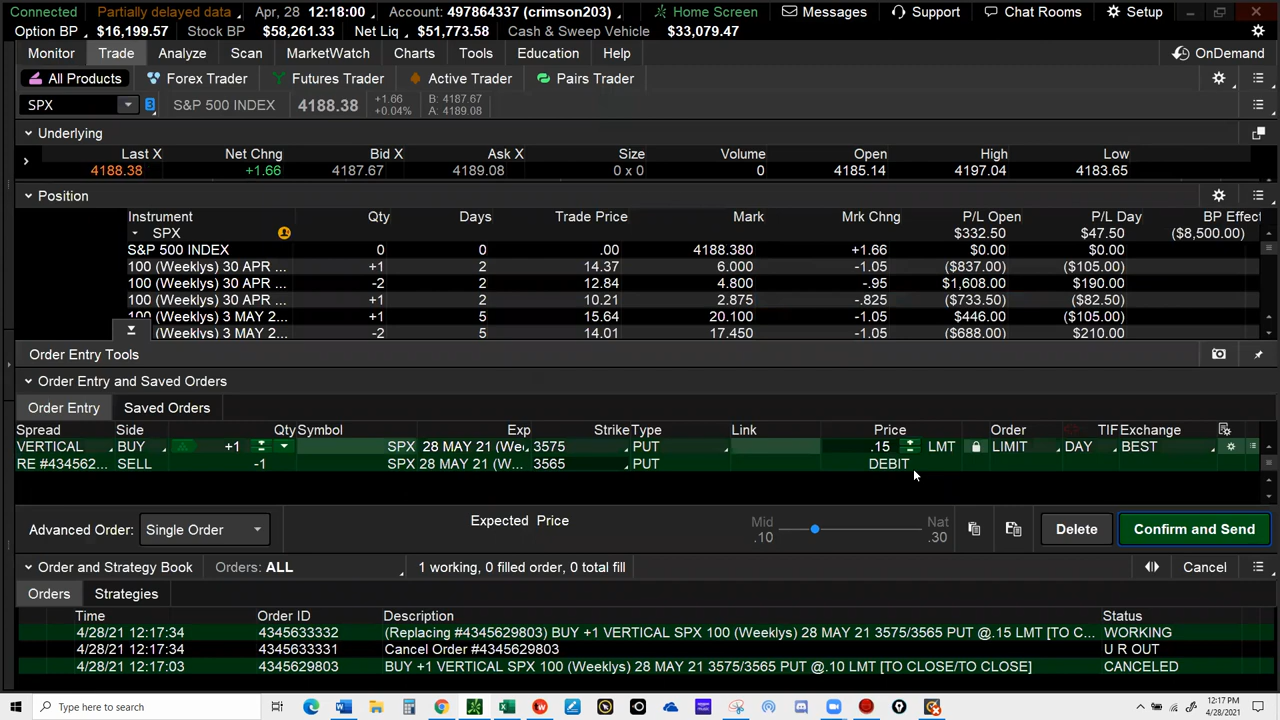 Connected Partially delayed data Apr, 28 12:18:00 Account: 497864337 (crimson203) Home Screen Messages Support Chat Rooms Setup
Option BP $16,199.57 Stock BP $58,261.33 Net Liq $51,773.58 Cash & Sweep Vehicle $33,079.47
Monitor Trade Analyze Scan MarketWatch Charts Tools Education Help OnDemand
All Products Forex Trader Futures Trader Active Trader Pairs Trader
SPX 3 S&P 500 INDEX 4188.38 +1.66 B: 4187.67
+0.04% A: 4189.08
Underlying
Last X Net Chng Bid X Ask X Size Volume Open High Low
4188.38 +1.66 4187.67 4189.08 0 x 0 0 4185.14 4197.04 4183.65
Position
Instrument Qty Days Trade Price Mark Mrk Chng P/L Open P/L Day BP Effect
SPX $332.50 $47.50 ($8,500.00)
S&P 500 INDEX 0 0 .00 4188.380 +1.66 $0.00 $0.00
100 (Weeklys) 30 APR ... +1 2 14.37 6.000 -1.05 ($837.00) ($105.00)
100 (Weeklys) 30 APR ... -2 2 12.84 4.800 -.95 $1,608.00 $190.00
100 (Weeklys) 30 APR ... +1 2 10.21 2.875 -.825 ($733.50) ($82.50)
100 (Weeklys) 3 MAY 2... +1 5 15.64 20.100 -1.05 $446.00 ($105.00)
(Weeklys) 3 MAY 2... -2 5 14.01 17.450 -1.05 ($688.00) $210.00
Order Entry Tools
Order Entry and Saved Orders
Order Entry Saved Orders
Spread Side Qty Symbol Exp Strike Type Link Price Order TIF Exchange
VERTICAL BUY +1 SPX 28 MAY 21 (We. 3575 PUT .15 LMT LIMIT DAY BEST
RE #434562... SELL -1 SPX 28 MAY 21 (W... 3565 PUT DEBIT
Advanced Order: Single Order Expected Price Mid .10 Nat .30 Delete Confirm and Send
Order and Strategy Book Orders: ALL 1 working, 0 filled order, 0 total fill Cancel
Orders Strategies
Time Order ID Description Status
4/28/21 12:17:34 4345633332 (Replacing #4345629803) BUY +1 VERTICAL SPX 100 (Weeklys) 28 MAY 21 3575/3565 PUT @.15 LMT [TO C... WORKING
4/28/21 12:17:34 4345633331 Cancel Order #4345629803 U R OUT
4/28/21 12:17:03 4345629803 BUY +1 VERTICAL SPX 100 (Weeklys) 28 MAY 21 3575/3565 PUT @.10 LMT [TO CLOSE/TO CLOSE] CANCELED
Type here to search 12:17 PM
4/28/2021